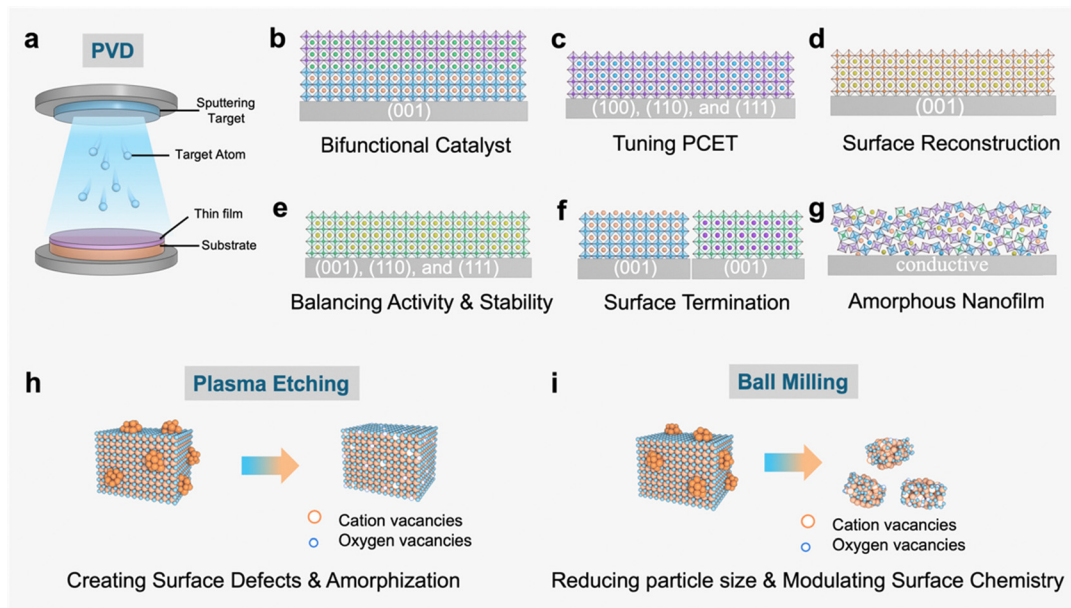 a
PVD
Sputtering
Target
Target Atom
Thin film
Substrate
b
(001)
Bifunctional Catalyst
c
(100), (110), and (111)
Tuning PCET
d
(001)
Surface Reconstruction
e
(001), (110), and (111)
Balancing Activity & Stability
f
(001)
(001)
Surface Termination
g
conductive
Amorphous Nanofilm
h
Plasma Etching
Cation vacancies
Oxygen vacancies
Creating Surface Defects & Amorphization
i
Ball Milling
Cation vacancies
Oxygen vacancies
Reducing particle size & Modulating Surface Chemistry